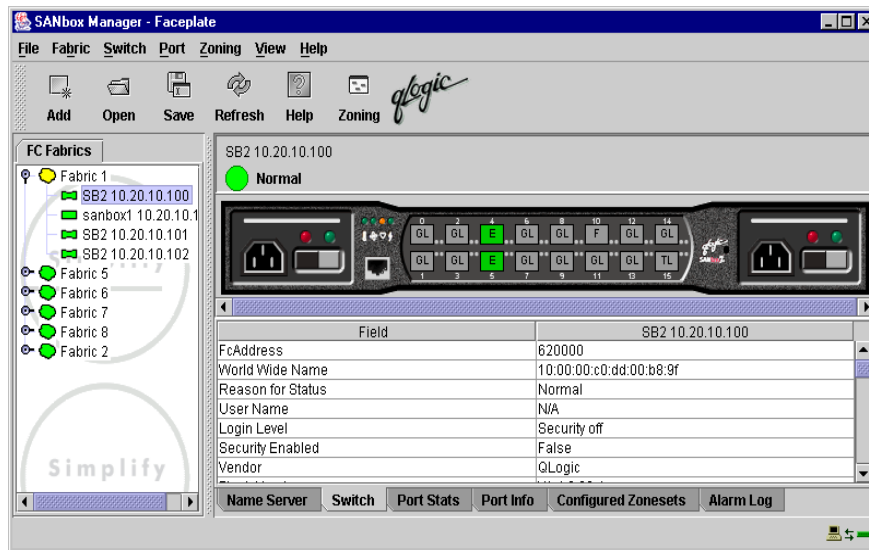 SANbox Manager - Faceplate
File Fabric Switch Port Zoning View Help
Add Open Save Refresh Help Zoning
qlogic
FC Fabrics
Fabric 1
SB2 10.20.10.100
sanbox1 10.20.10.1
SB2 10.20.10.101
SB2 10.20.10.102
Fabric 5
Fabric 6
Fabric 7
Fabric 8
Fabric 2
Simplify
SB2 10.20.10.100
Normal
0 2 4 6 8 10 12 14
GL GL E GL GL F GL GL
GL GL E GL GL GL GL TL
1 3 5 7 9 11 13 15
Field SB2 10.20.10.100
FcAddress 620000
World Wide Name 10:00:00:c0:dd:00:b8:9f
Reason for Status Normal
User Name N/A
Login Level Security off
Security Enabled False
Vendor QLogic
Name Server Switch Port Stats Port Info Configured Zonesets Alarm Log